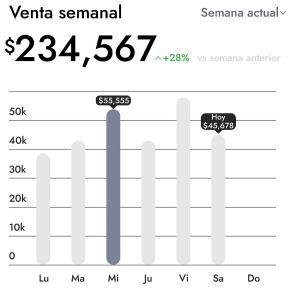 Venta semanal
Semana actual
$234,567
+28% vs semana anterior
$55,555
50k
Hoy
$45,678
40k
30k
20k
10k
0
Lu Ma Mi Ju Vi Sa Do